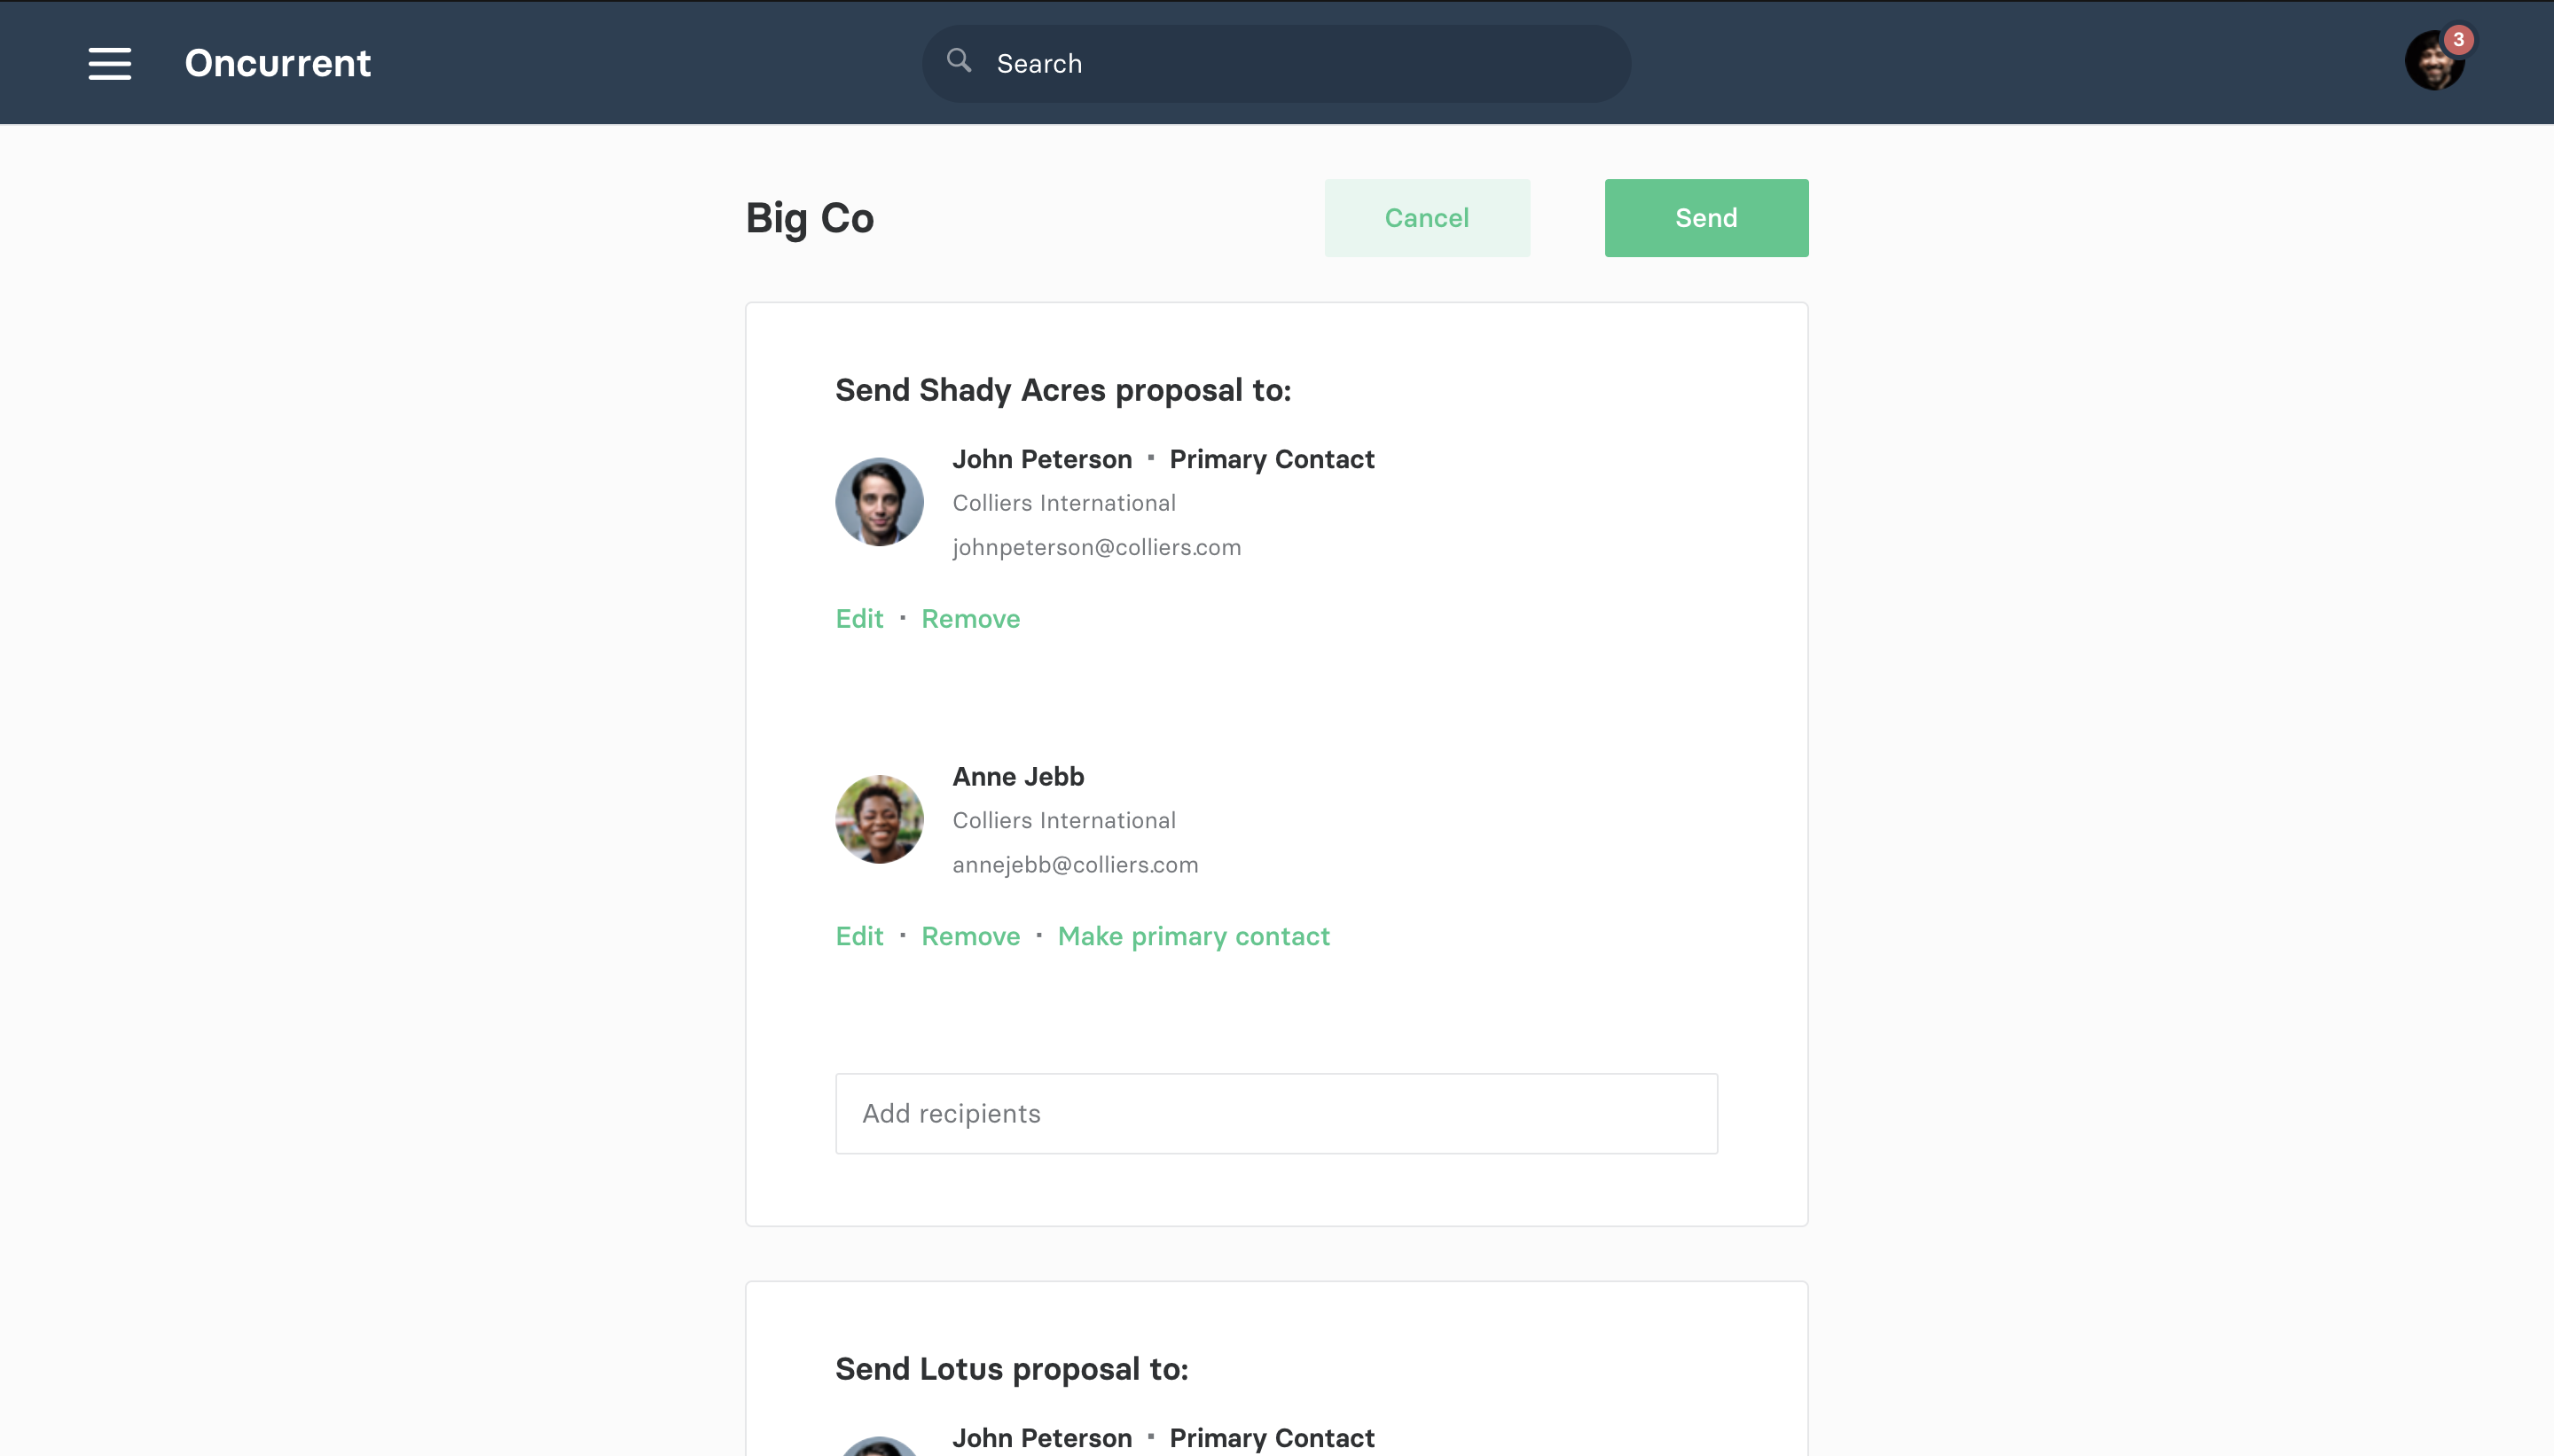 Oncurrent
Search
3
Big Co
Cancel
Send
Send Shady Acres proposal to:
John Peterson · Primary Contact
Colliers International
johnpeterson@colliers.com
Edit · Remove
Anne Jebb
Colliers International
annejebb@colliers.com
Edit · Remove · Make primary contact
Add recipients
Send Lotus proposal to:
John Peterson · Primary Contact